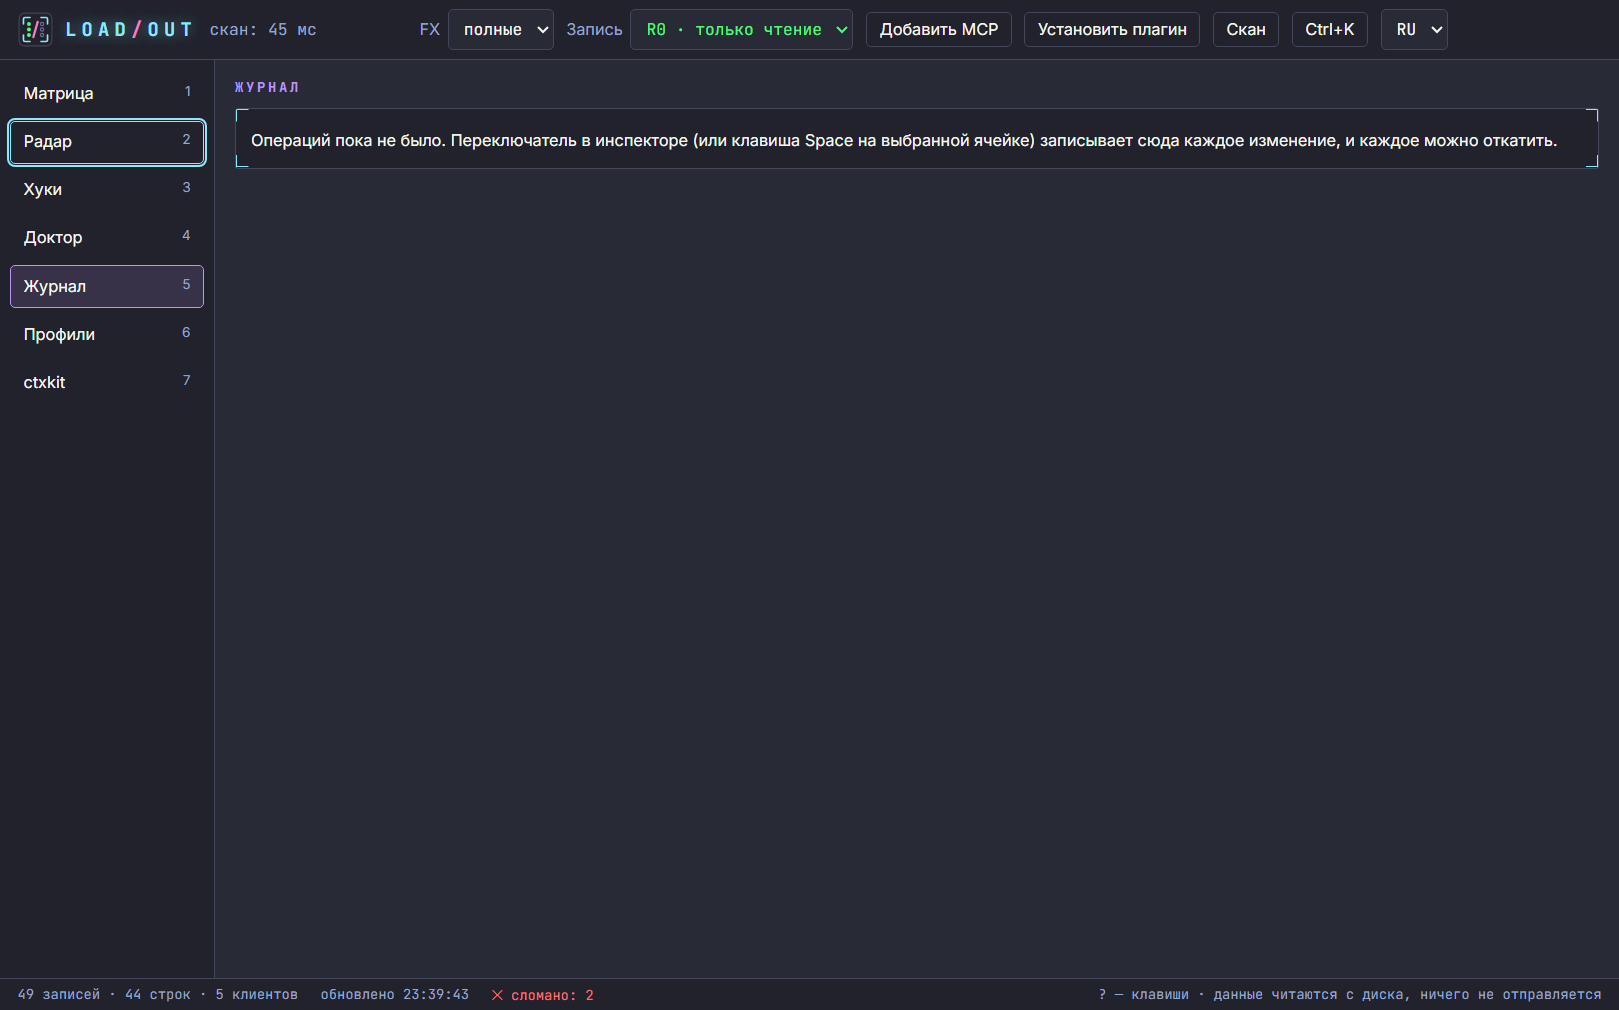 LOAD/OUT скан: 45 мс FX полные Запись R0 · только чтение Добавить MCP Установить плагин Скан Ctrl+K RU
Матрица 1
Радар 2
Хуки 3
Доктор 4
Журнал 5
Профили 6
ctxkit 7
ЖУРНАЛ
Операций пока не было. Переключатель в инспекторе (или клавиша Space на выбранной ячейке) записывает сюда каждое изменение, и каждое можно откатить.
49 записей · 44 строк · 5 клиентов обновлено 23:39:43 × сломано: 2 ? — клавиши · данные читаются с диска, ничего не отправляется